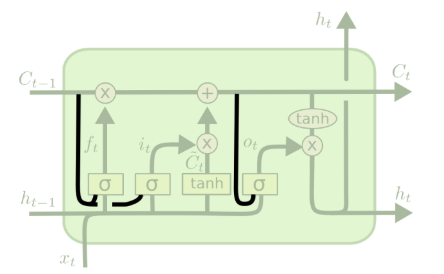 h_t
C_{t-1} x + C_t
tanh
f_t i_t x \tilde{C}_t o_t x
σ σ tanh σ
h_{t-1} h_t
x_t